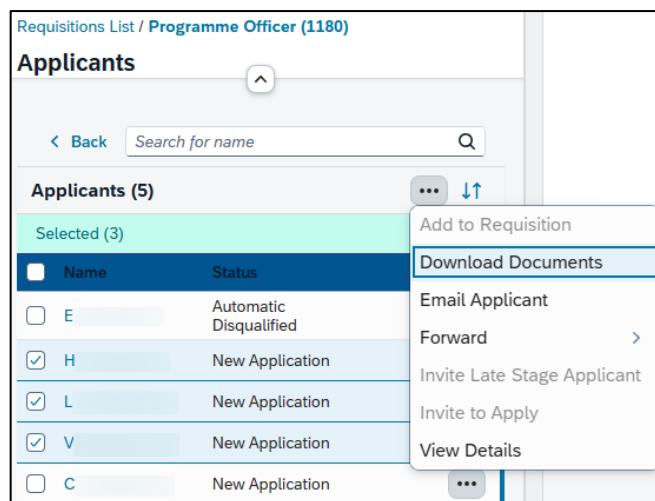 Requisitions List / Programme Officer (1180)
Applicants
Back
Search for name
Applicants (5)
Selected (3)
Name Status
E Automatic
Disqualified
H New Application
L New Application
V New Application
C New Application
Add to Requisition
Download Documents
Email Applicant
Forward
Invite Late Stage Applicant
Invite to Apply
View Details